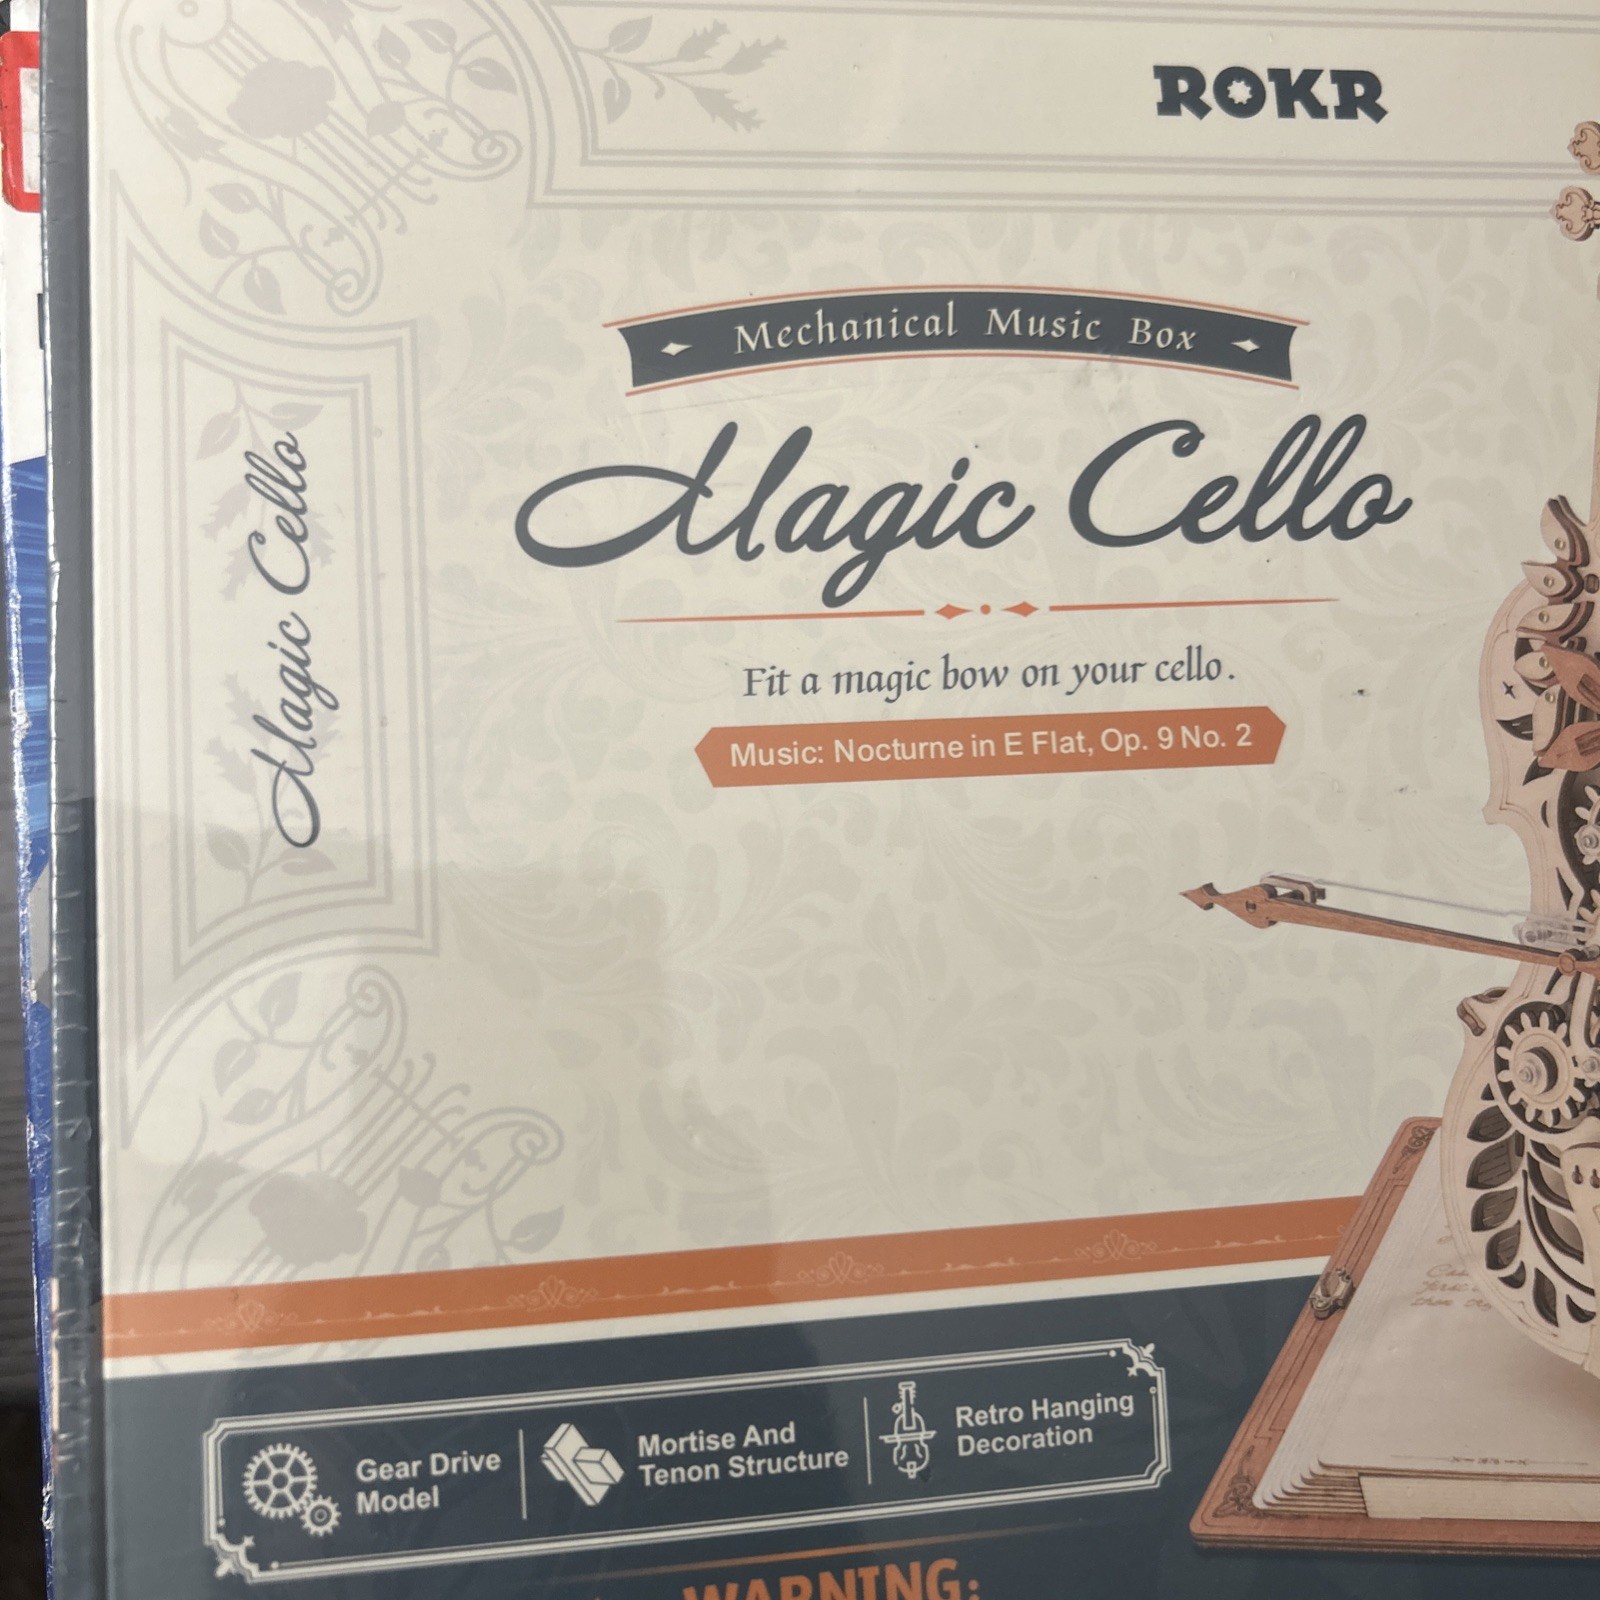 ROKR
Mechanical Music Box
Magic Cello
Magic Cello
Fit a magic bow on your cello.
Music: Nocturne in E Flat, Op. 9 No. 2
Gear Drive
Model
Mortise And
Tenon Structure
Retro Hanging
Decoration
WARNING: